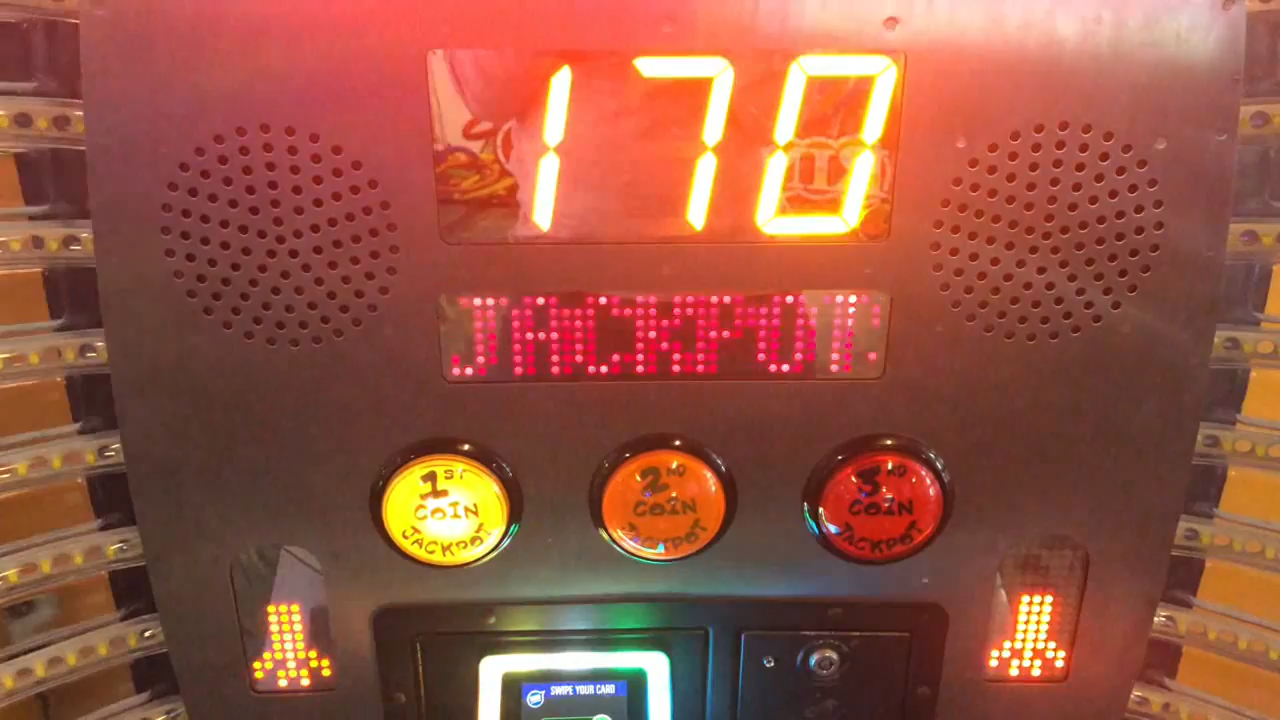 170
JACKPOT
1ST COIN JACKPOT
2ND COIN JACKPOT
3RD COIN JACKPOT
SWIPE YOUR CARD